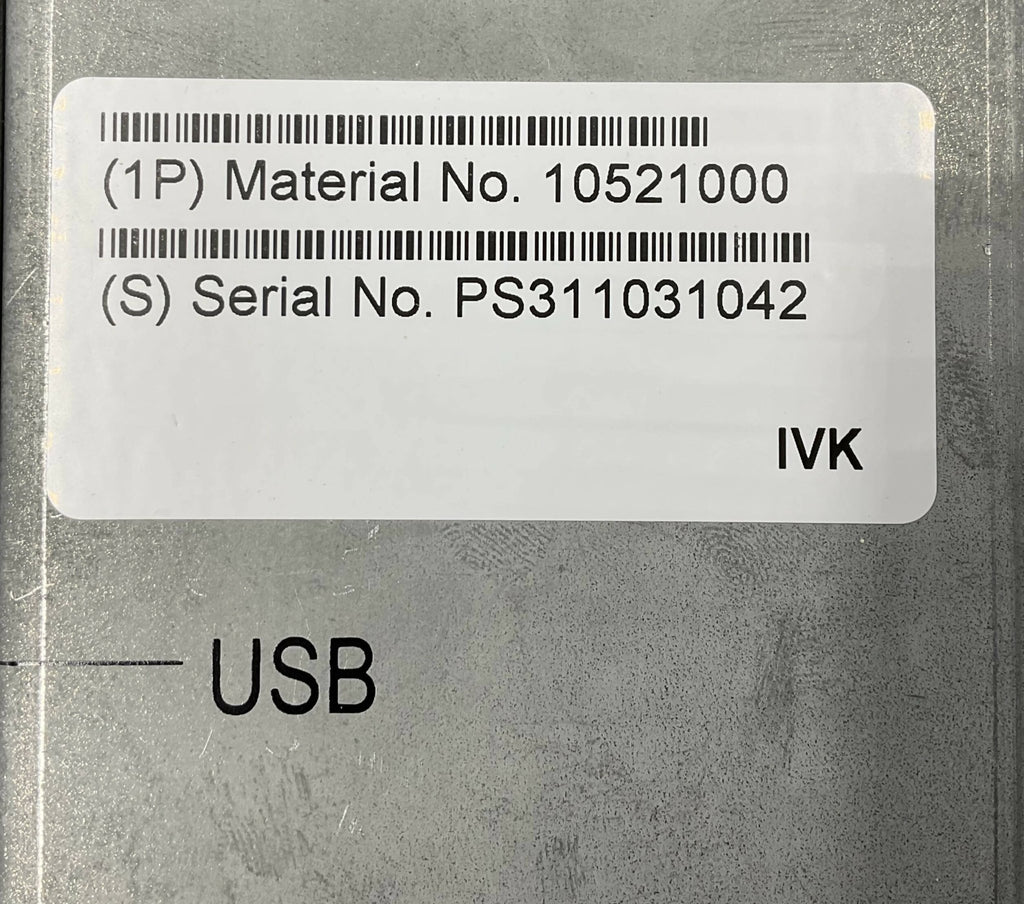 (1P) Material No. 10521000
(S) Serial No. PS311031042
IVK
USB